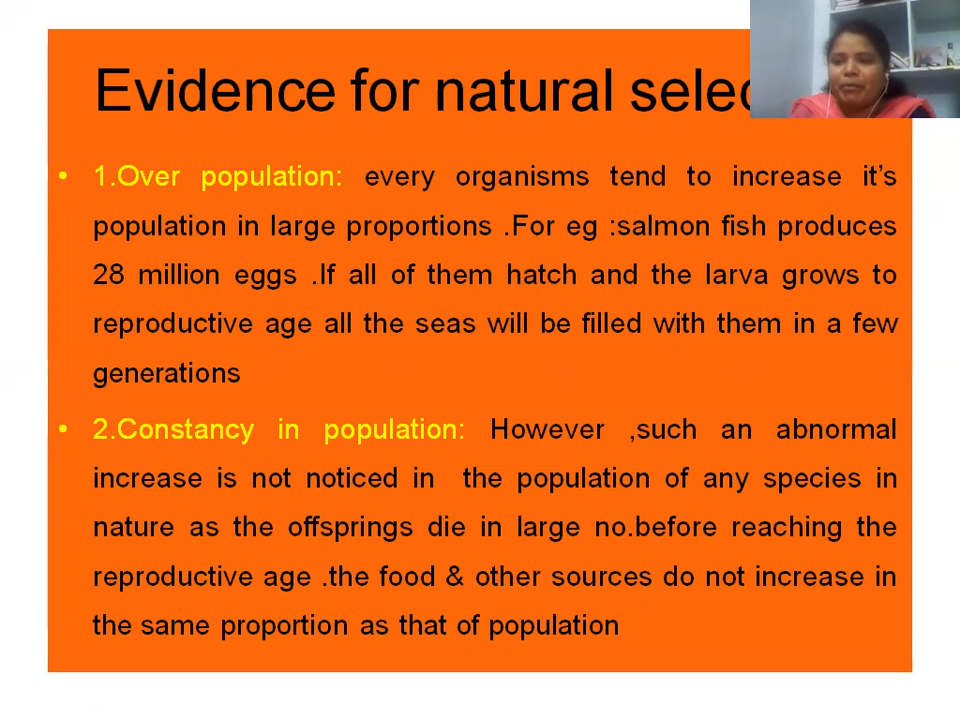 Evidence for natural selec
• 1.Over population: every organisms tend to increase it's
population in large proportions .For eg :salmon fish produces
28 million eggs .If all of them hatch and the larva grows to
reproductive age all the seas will be filled with them in a few
generations
• 2.Constancy in population: However ,such an abnormal
increase is not noticed in the population of any species in
nature as the offsprings die in large no.before reaching the
reproductive age .the food & other sources do not increase in
the same proportion as that of population